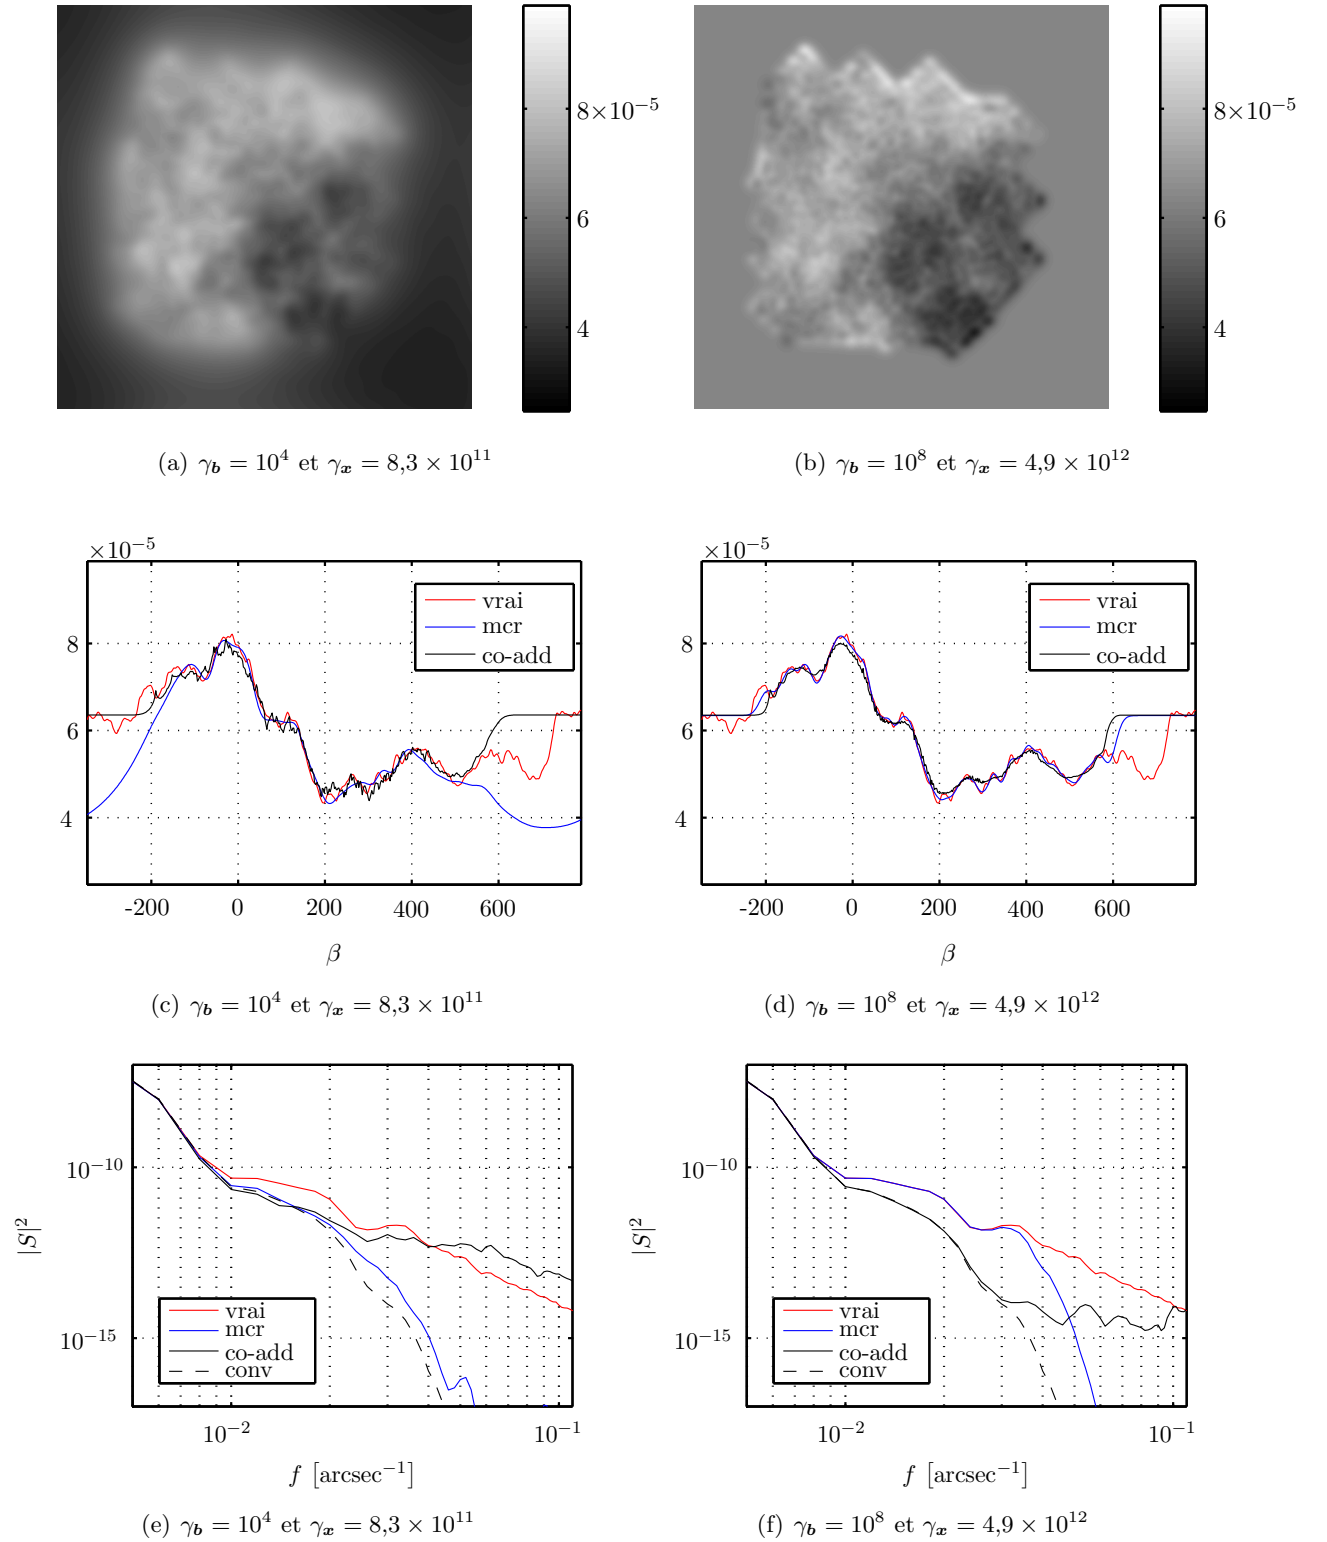 8×10⁻⁵
6
4
8×10⁻⁵
6
4
(a) γ_b = 10⁴ et γ_x = 8,3 × 10¹¹
(b) γ_b = 10⁸ et γ_x = 4,9 × 10¹²
×10⁻⁵
8
6
4
vrai
mcr
co-add
-200 0 200 400 600
β
×10⁻⁵
8
6
4
vrai
mcr
co-add
-200 0 200 400 600
β
(c) γ_b = 10⁴ et γ_x = 8,3 × 10¹¹
(d) γ_b = 10⁸ et γ_x = 4,9 × 10¹²
|S|²
10⁻¹⁰
10⁻¹⁵
vrai
mcr
co-add
conv
10⁻² 10⁻¹
f [arcsec⁻¹]
|S|²
10⁻¹⁰
10⁻¹⁵
vrai
mcr
co-add
conv
10⁻² 10⁻¹
f [arcsec⁻¹]
(e) γ_b = 10⁴ et γ_x = 8,3 × 10¹¹
(f) γ_b = 10⁸ et γ_x = 4,9 × 10¹²